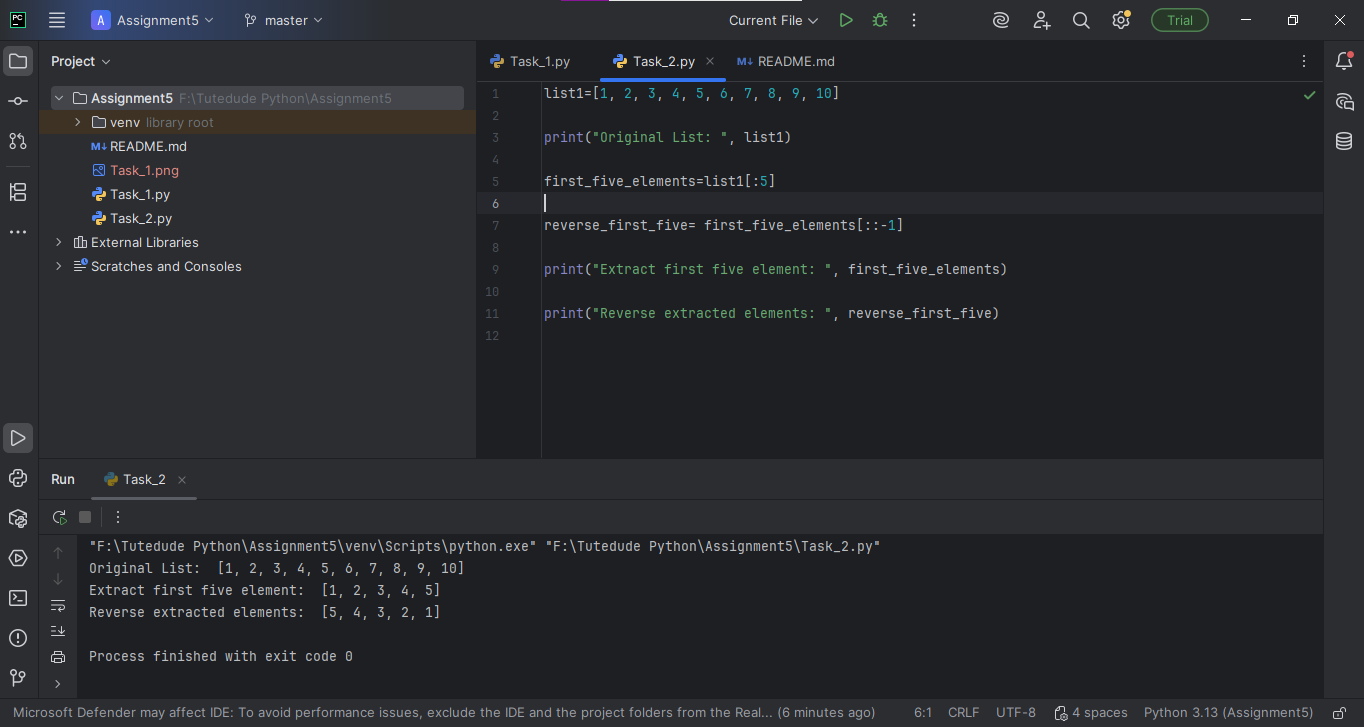 PC A Assignment5 master Current File Trial
Project
Task_1.py Task_2.py M↓ README.md
Assignment5 F:\Tutedude Python\Assignment5
venv library root
M↓ README.md
Task_1.png
Task_1.py
Task_2.py
External Libraries
Scratches and Consoles
1 list1=[1, 2, 3, 4, 5, 6, 7, 8, 9, 10]
2
3 print("Original List: ", list1)
4
5 first_five_elements=list1[:5]
6
7 reverse_first_five= first_five_elements[::-1]
8
9 print("Extract first five element: ", first_five_elements)
10
11 print("Reverse extracted elements: ", reverse_first_five)
12
Run Task_2
"F:\Tutedude Python\Assignment5\venv\Scripts\python.exe" "F:\Tutedude Python\Assignment5\Task_2.py"
Original List:  [1, 2, 3, 4, 5, 6, 7, 8, 9, 10]
Extract first five element:  [1, 2, 3, 4, 5]
Reverse extracted elements:  [5, 4, 3, 2, 1]
Process finished with exit code 0
Microsoft Defender may affect IDE: To avoid performance issues, exclude the IDE and the project folders from the Real... (6 minutes ago) 6:1 CRLF UTF-8 4 spaces Python 3.13 (Assignment5)